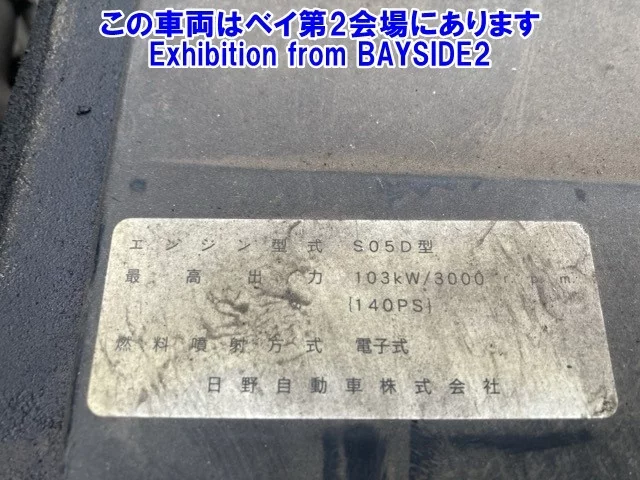 この車両はベイ第2会場にあります
Exhibition from BAYSIDE2
エンジン型式 S05D型
最高出力 103kW/3000 r.p.m.
(140PS)
燃料噴射方式 電子式
日野自動車株式会社